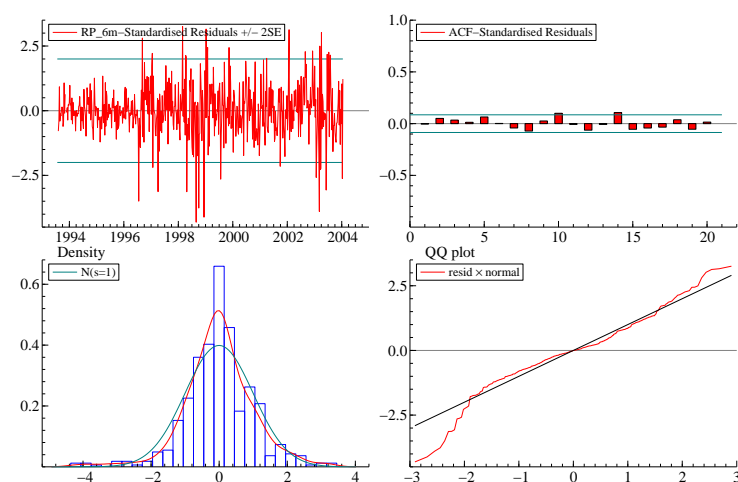 RP_6m−Standardised Residuals +/− 2SE
2.5
0.0
−2.5
1994 1996 1998 2000 2002 2004
ACF−Standardised Residuals
1.0
0.5
0.0
−0.5
0 5 10 15 20
Density
N(s=1)
0.6
0.4
0.2
−4 −2 0 2 4
QQ plot
resid × normal
2.5
0.0
−2.5
−3 −2 −1 0 1 2 3